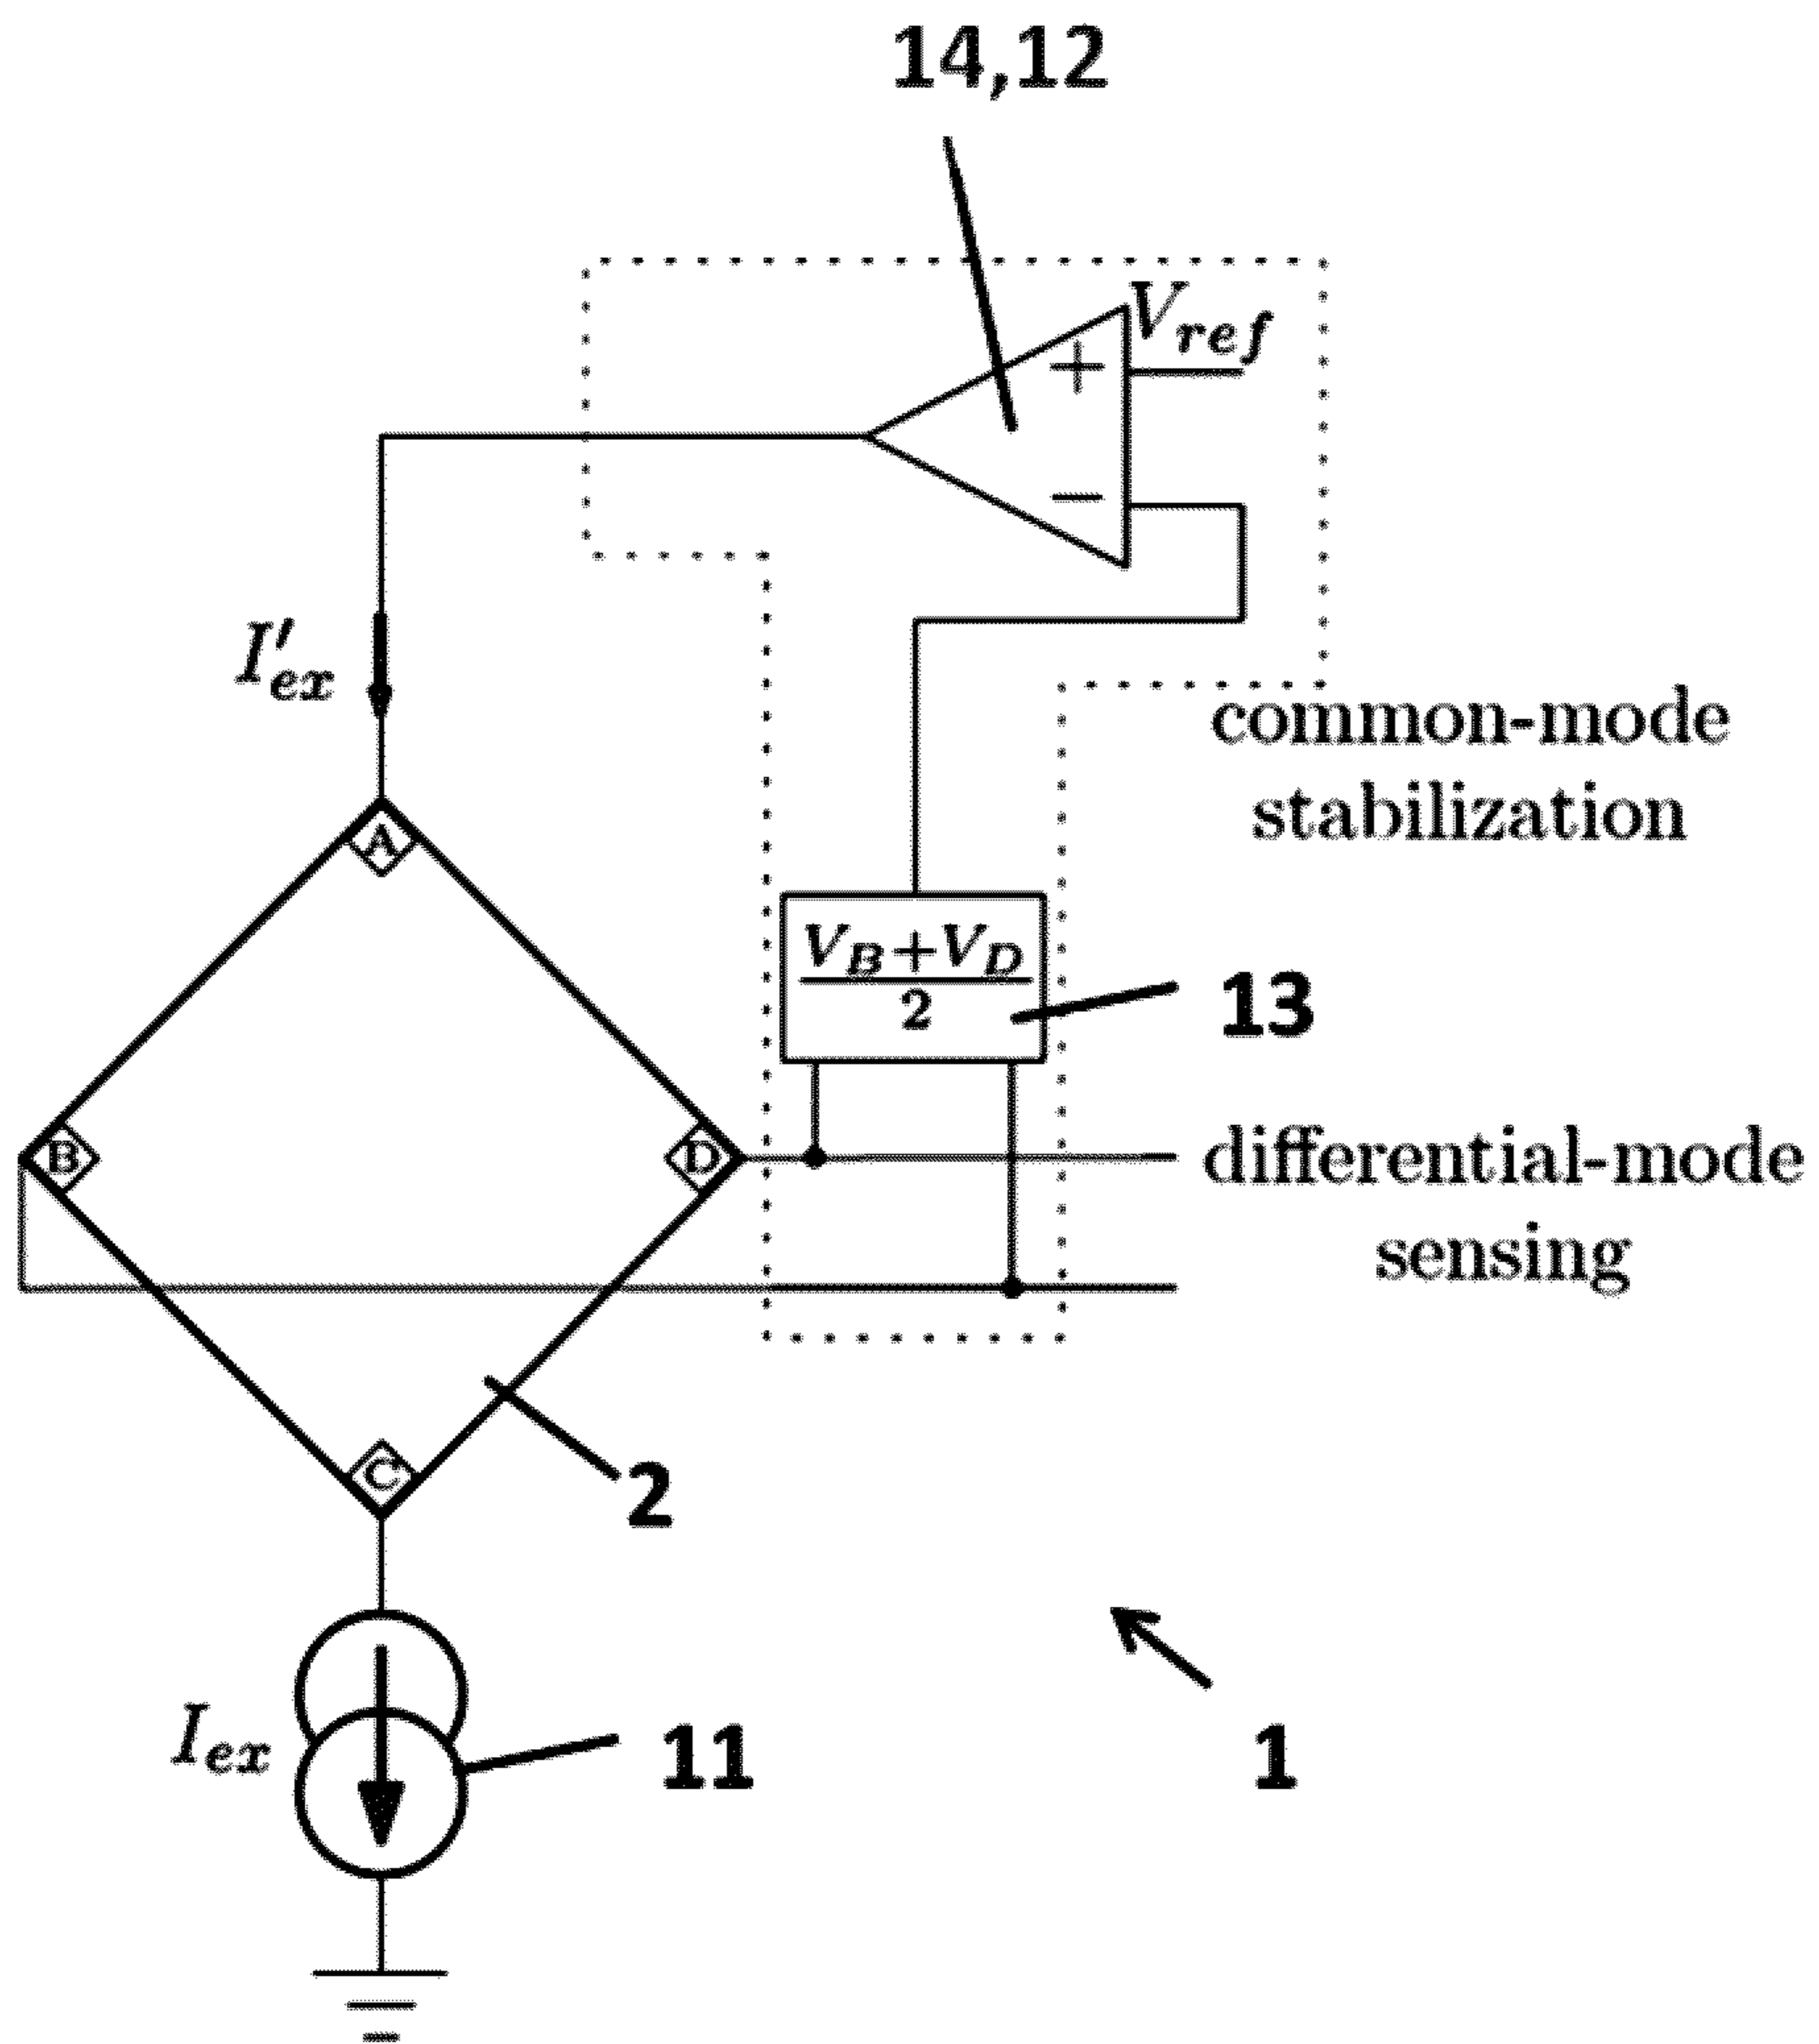 14,12
V_ref
+
−
I'_ex
common-mode
stabilization
A
V_B+V_D
2
13
B
D
differential-mode
sensing
C
2
I_ex
11
1